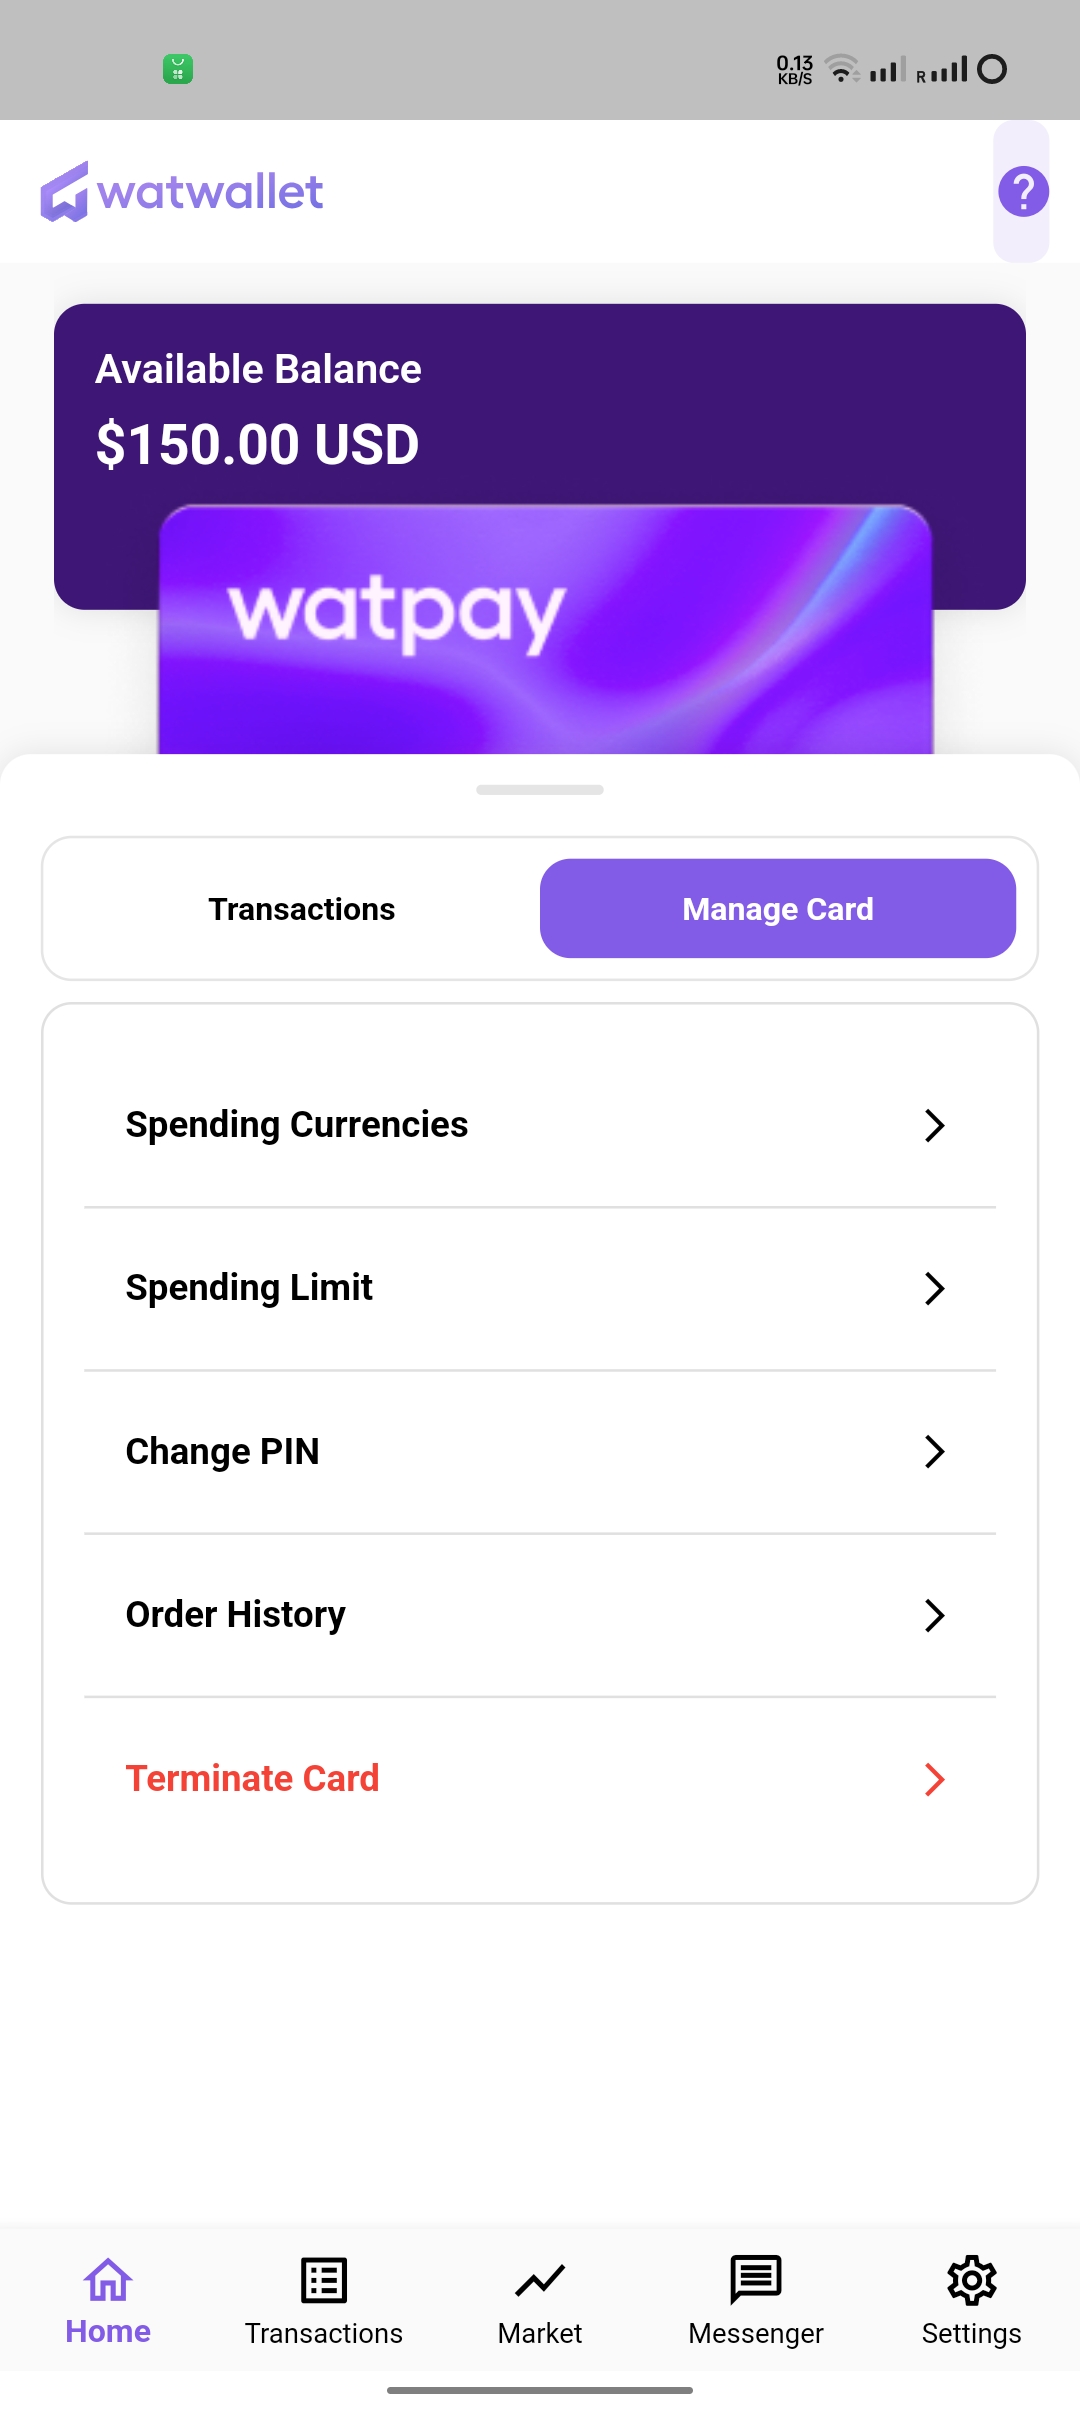 0.13
KB/S
R
watwallet
?
Available Balance
$150.00 USD
watpay
Transactions
Manage Card
Spending Currencies
Spending Limit
Change PIN
Order History
Terminate Card
Home
Transactions
Market
Messenger
Settings